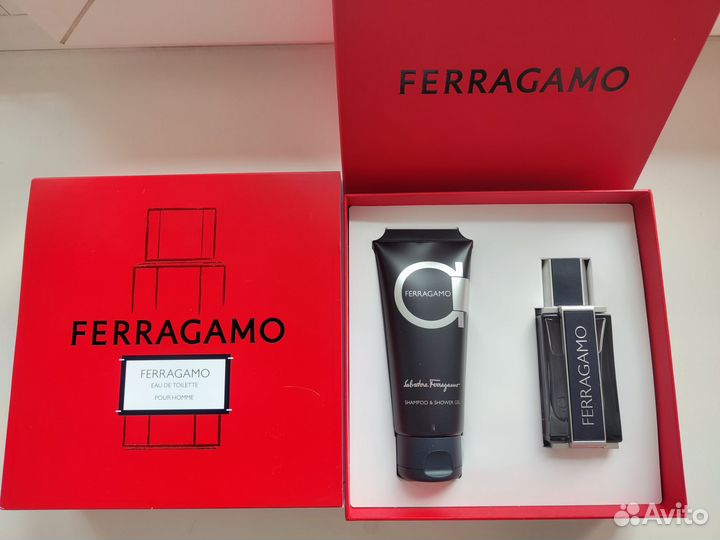 FERRAGAMO
FERRAGAMO
FERRAGAMO
EAU DE TOILETTE
POUR HOMME
FERRAGAMO
Salvatore Ferragamo
SHAMPOO & SHOWER GEL
FERRAGAMO
Avito